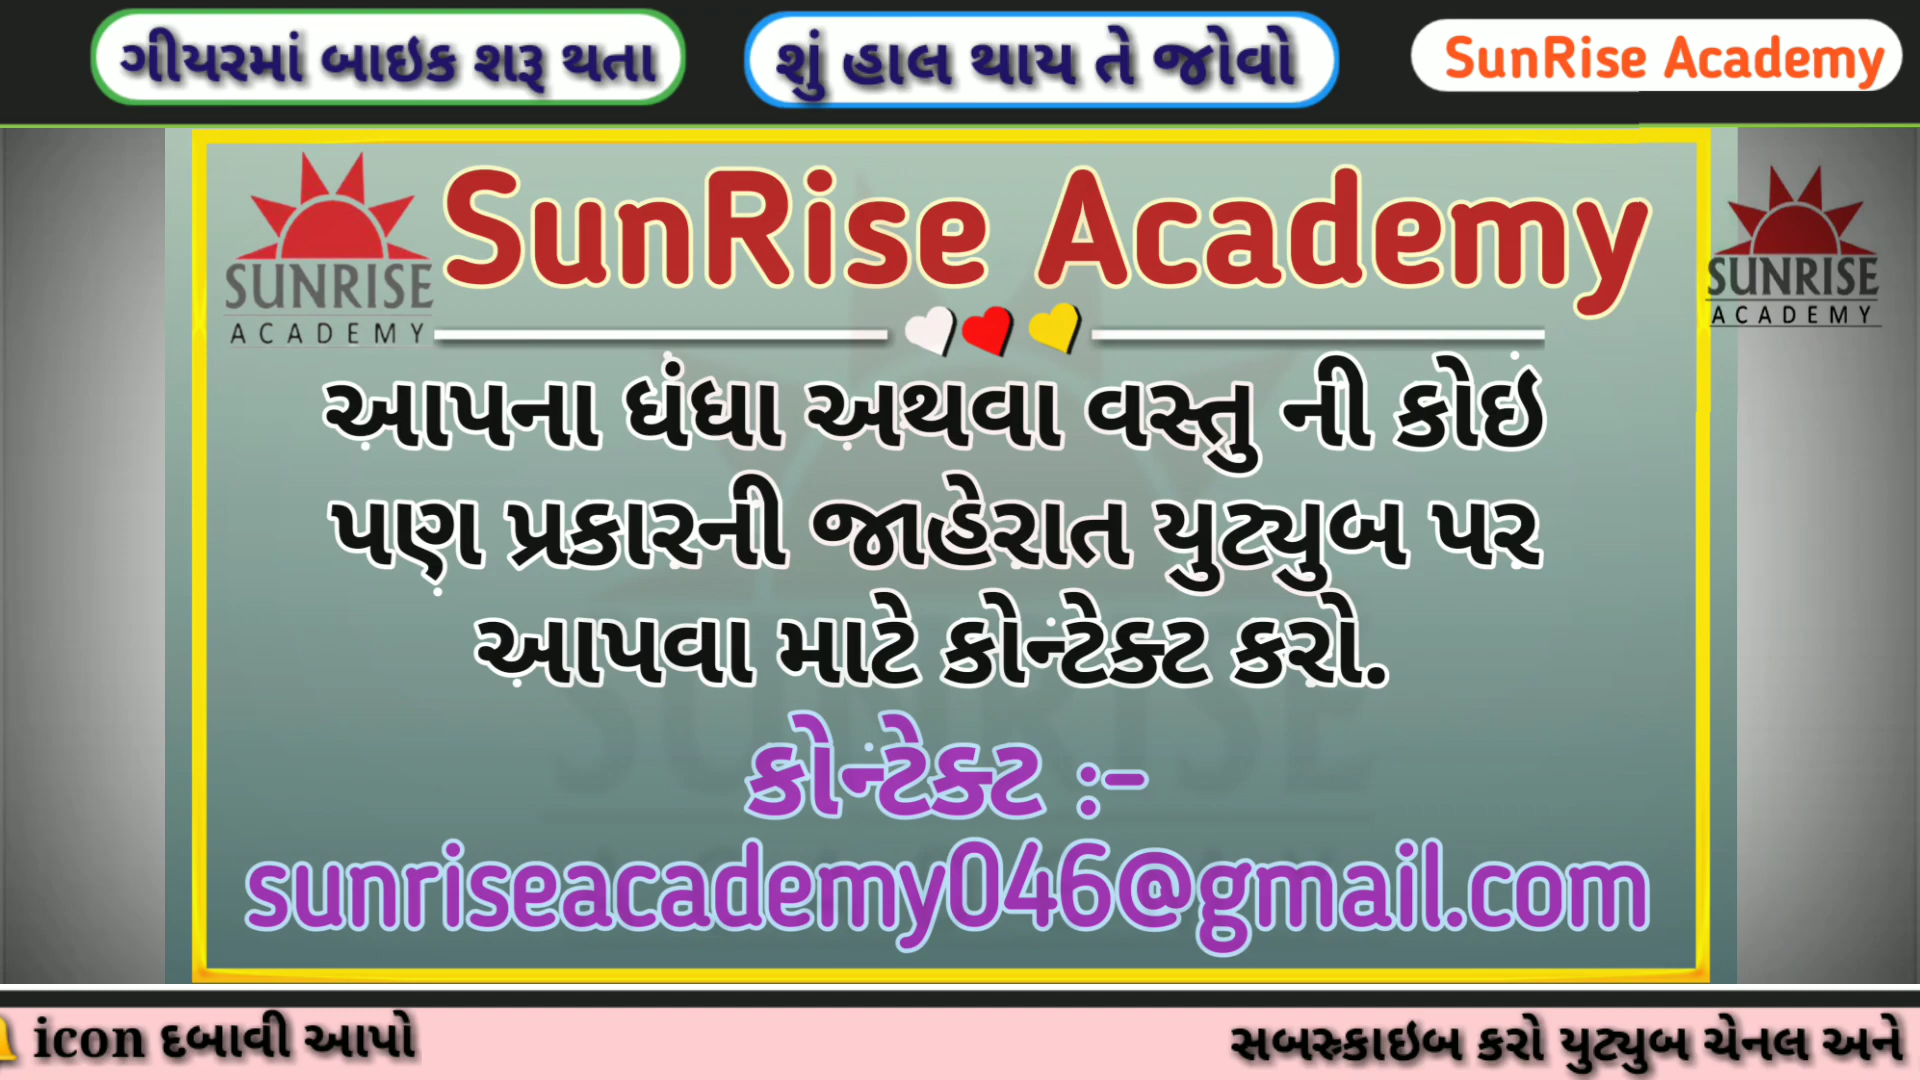 ગીયરમાં બાઇક શરૂ થતા
શું હાલ થાય તે જોવો
SunRise Academy
SUNRISE
ACADEMY
SunRise Academy
SUNRISE
ACADEMY
આપના ધંધા અથવા વસ્તુ ની કોઇ
પણ પ્રકારની જાહેરાત યુટ્યુબ પર
આપવા માટે કોન્ટેક્ટ કરો.
કોન્ટેક્ટ :-
sunriseacademy046@gmail.com
icon દબાવી આપો
સબસ્ક્રાઇબ કરો યુટ્યુબ ચેનલ અને